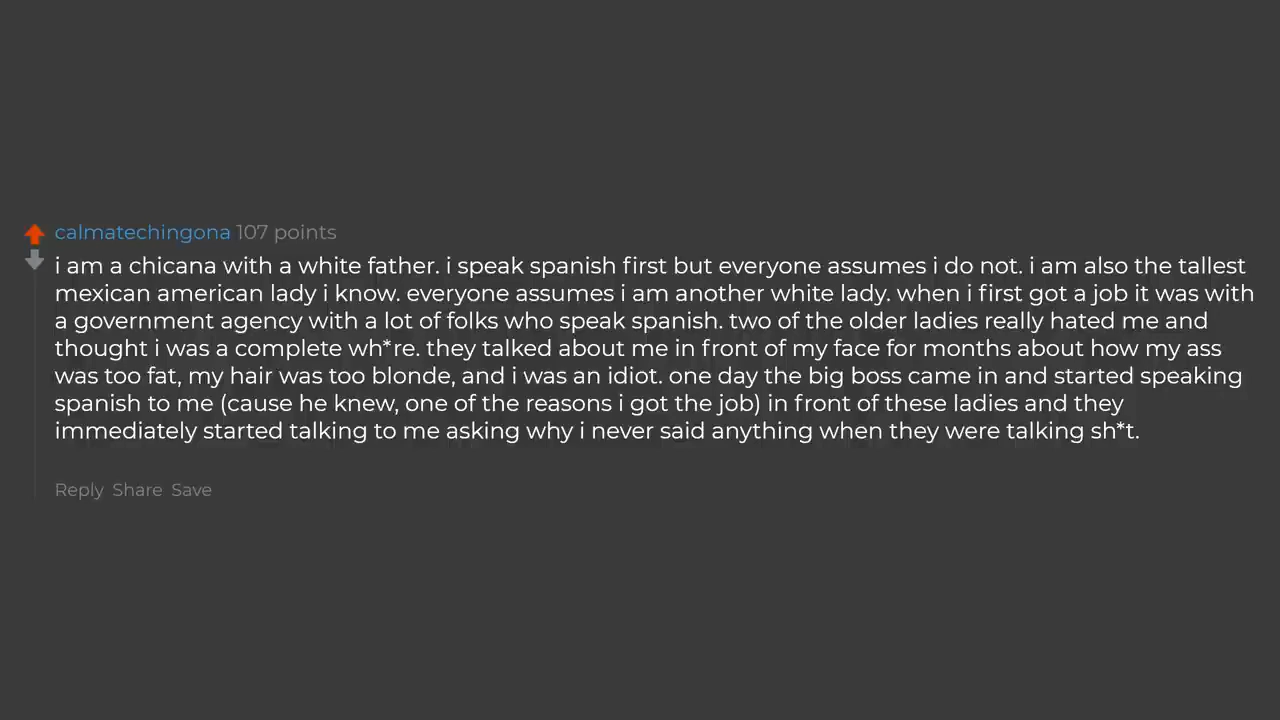 calmatechingona 107 points
i am a chicana with a white father. i speak spanish first but everyone assumes i do not. i am also the tallest
mexican american lady i know. everyone assumes i am another white lady. when i first got a job it was with
a government agency with a lot of folks who speak spanish. two of the older ladies really hated me and
thought i was a complete wh*re. they talked about me in front of my face for months about how my ass
was too fat, my hair was too blonde, and i was an idiot. one day the big boss came in and started speaking
spanish to me (cause he knew, one of the reasons i got the job) in front of these ladies and they
immediately started talking to me asking why i never said anything when they were talking sh*t.
Reply Share Save